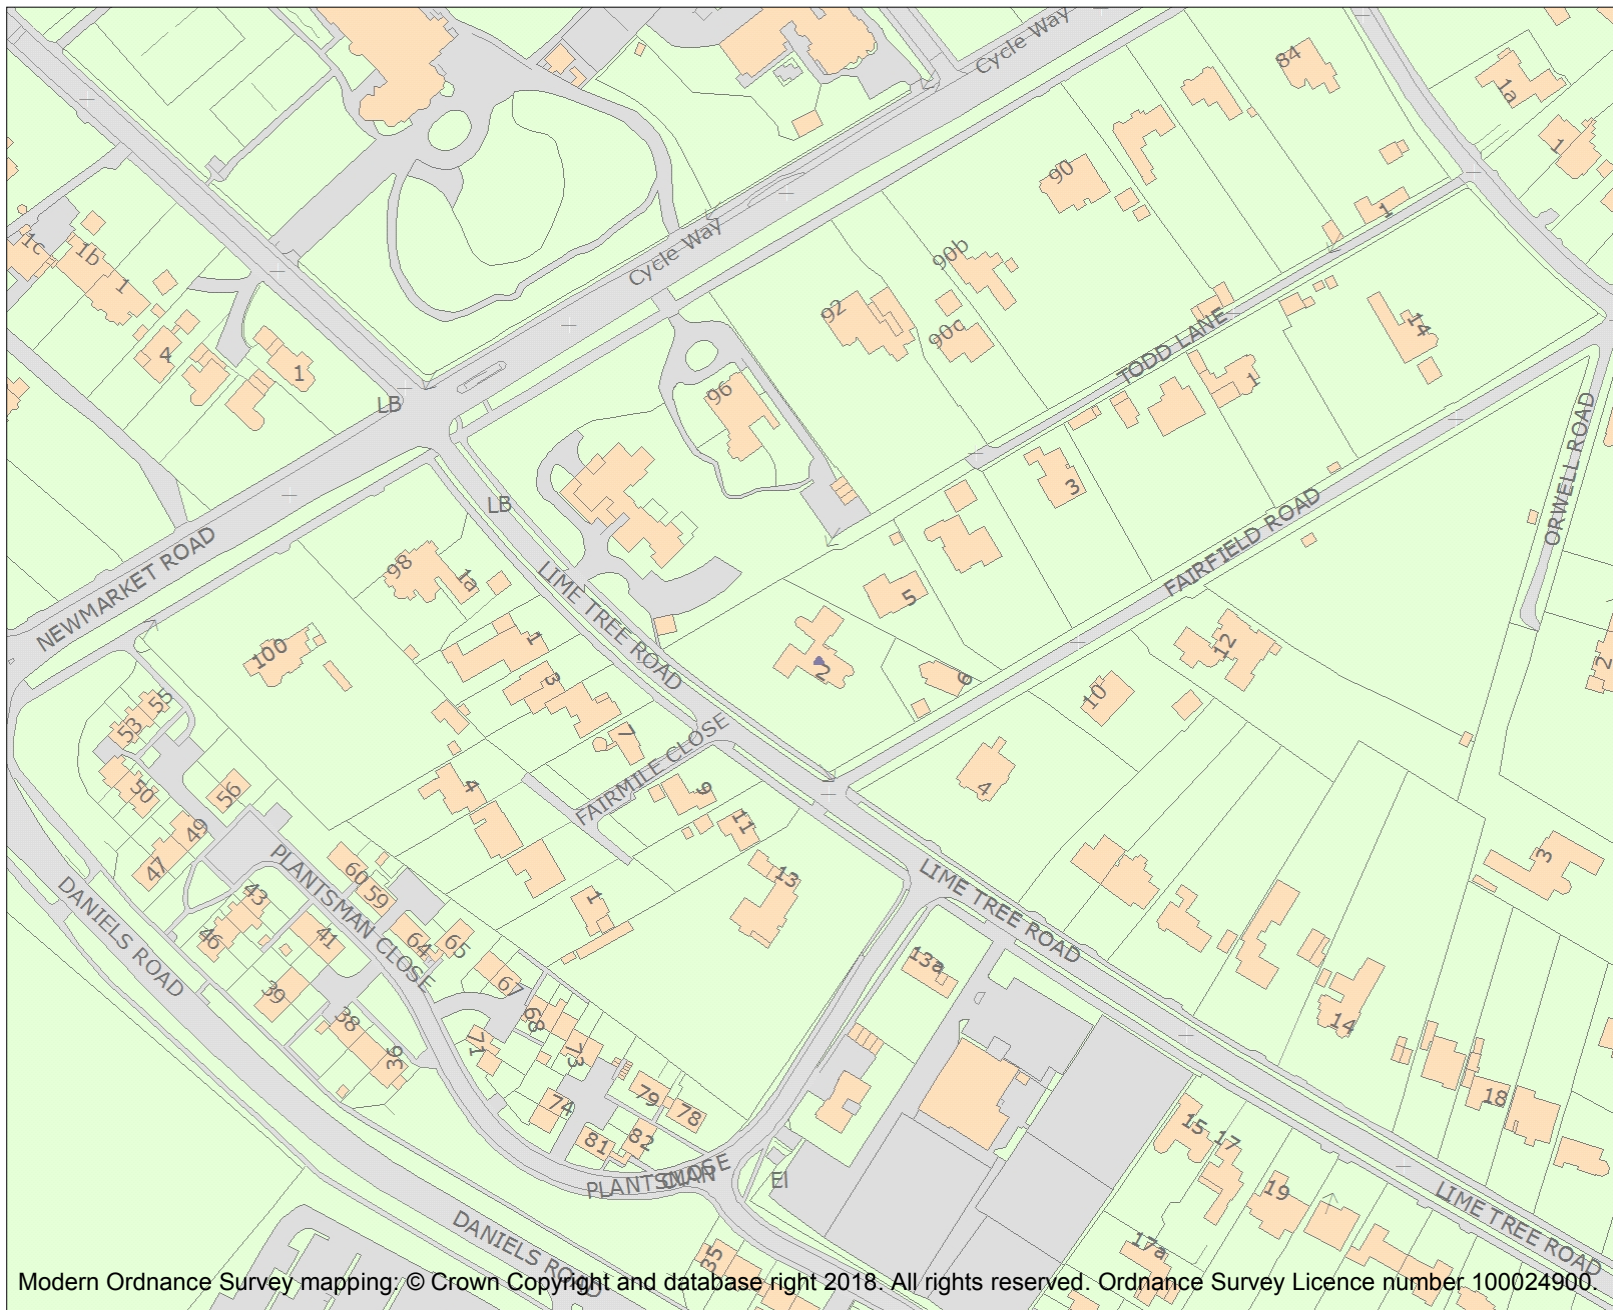 Cycle Way
84
1a
1
90
1
Cycle Way
1c
1b
1
90b
92
90c
TODD LANE
14
4
1
1
96
LB
ORWELL ROAD
3
LB
FAIRFIELD ROAD
NEWMARKET ROAD
98
1a
LIME TREE ROAD
5
1
12
100
2
2
6
3
10
55
53
7
FAIRMILE CLOSE
4
50
56
4
9
49
11
47
PLANTSMAN CLOSE
60
59
43
13
3
1
LIME TREE ROAD
DANIELS ROAD
46
41
64
65
13a
39
67
38
68
14
36
71
73
79
78
74
18
81
82
15
17
PLANTSMAN
CLOSE
El
19
LIME TREE ROAD
DANIELS ROAD
35
17a
Modern Ordnance Survey mapping: © Crown Copyright and database right 2018. All rights reserved. Ordnance Survey Licence number 100024900.